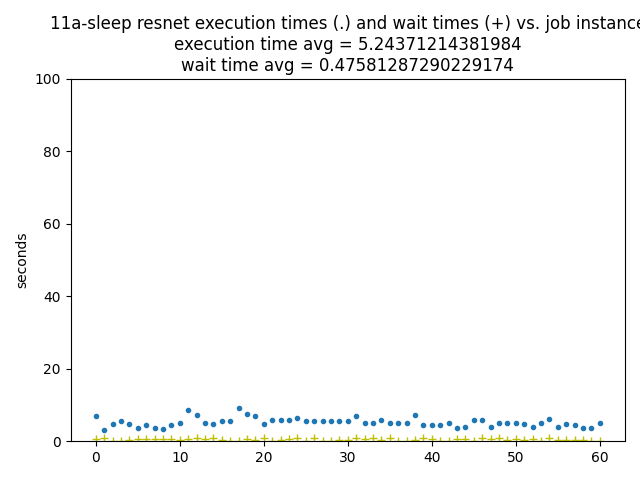 11a-sleep resnet execution times (.) and wait times (+) vs. job instance
execution time avg = 5.24371214381984
wait time avg = 0.47581287290229174
100
80
60
40
20
0
seconds
0 10 20 30 40 50 60